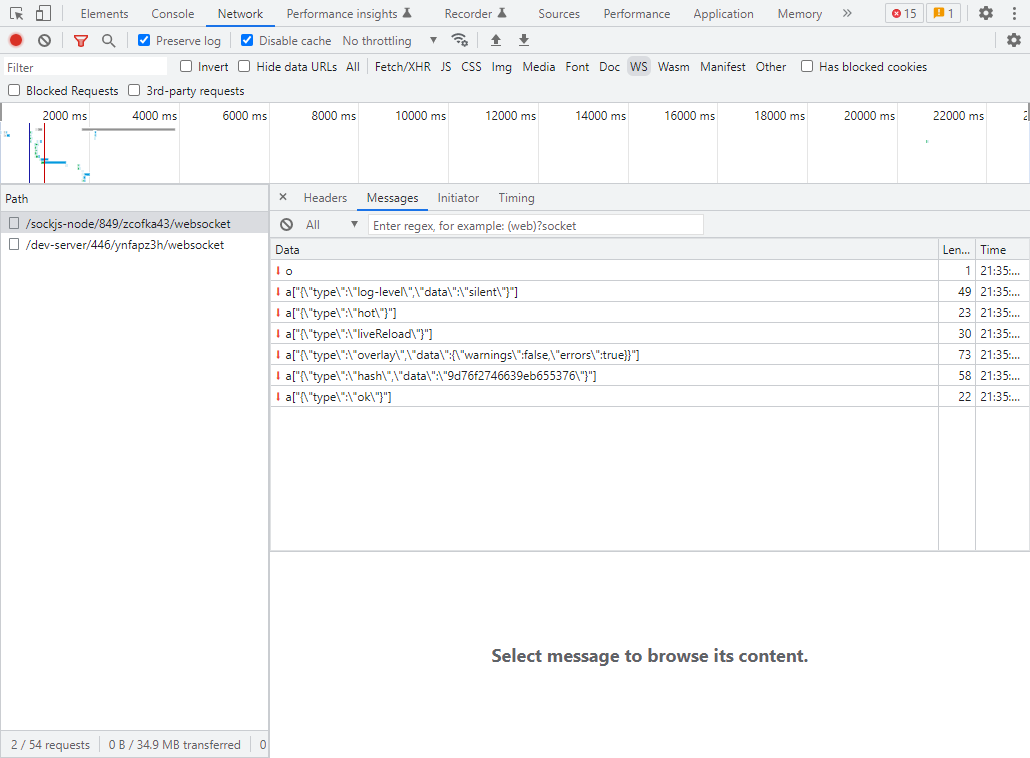 Elements Console Network Performance insights Recorder Sources Performance Application Memory 15 1
Preserve log Disable cache No throttling
Filter Invert Hide data URLs All Fetch/XHR JS CSS Img Media Font Doc WS Wasm Manifest Other Has blocked cookies
Blocked Requests 3rd-party requests
2000 ms 4000 ms 6000 ms 8000 ms 10000 ms 12000 ms 14000 ms 16000 ms 18000 ms 20000 ms 22000 ms
Path
/sockjs-node/849/zcofka43/websocket
/dev-server/446/ynfapz3h/websocket
Headers Messages Initiator Timing
All Enter regex, for example: (web)?socket
Data Len... Time
o 1 21:35:...
a["{\"type\":\"log-level\",\"data\":\"silent\"}"] 49 21:35:...
a["{\"type\":\"hot\"}"] 23 21:35:...
a["{\"type\":\"liveReload\"}"] 30 21:35:...
a["{\"type\":\"overlay\",\"data\":{\"warnings\":false,\"errors\":true}}"] 73 21:35:...
a["{\"type\":\"hash\",\"data\":\"9d76f2746639eb655376\"}"] 58 21:35:...
a["{\"type\":\"ok\"}"] 22 21:35:...
Select message to browse its content.
2 / 54 requests 0 B / 34.9 MB transferred 0